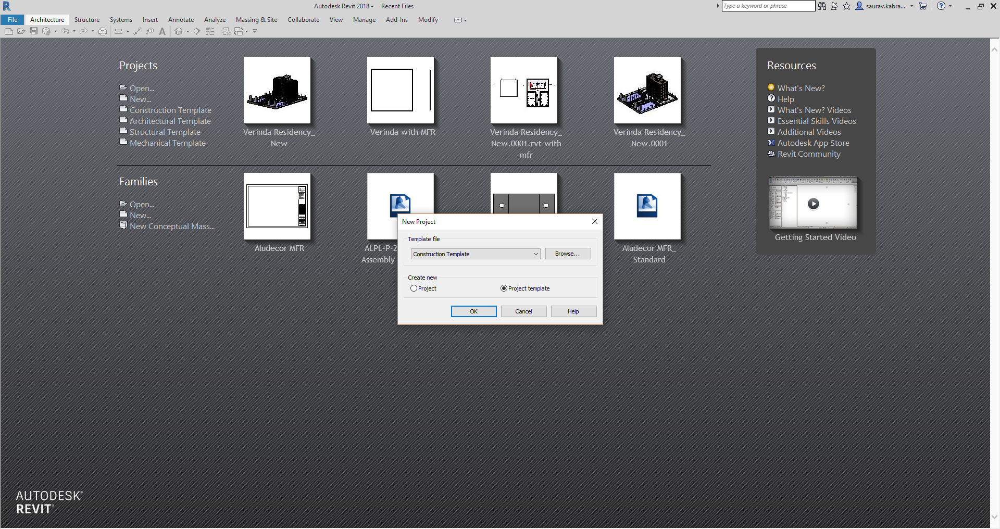 Autodesk Revit 2018 - Recent Files
Type a keyword or phrase
saurav.kabra...
File Architecture Structure Systems Insert Annotate Analyze Massing & Site Collaborate View Manage Add-Ins Modify
Projects
Open...
New...
Construction Template
Architectural Template
Structural Template
Mechanical Template
Verinda Residency_
New
Verinda with MFR
Verinda Residency_
New.0001.rvt with
mfr
Verinda Residency_
New.0001
Resources
What's New?
Help
What's New? Videos
Essential Skills Videos
Additional Videos
Autodesk App Store
Revit Community
Getting Started Video
Families
Open...
New...
New Conceptual Mass...
Aludecor MFR
ALPL-P-2
Assembly
Aludecor MFR_
Standard
New Project
Template file
Construction Template
Browse...
Create new
Project
Project template
OK
Cancel
Help
AUTODESK®
REVIT®